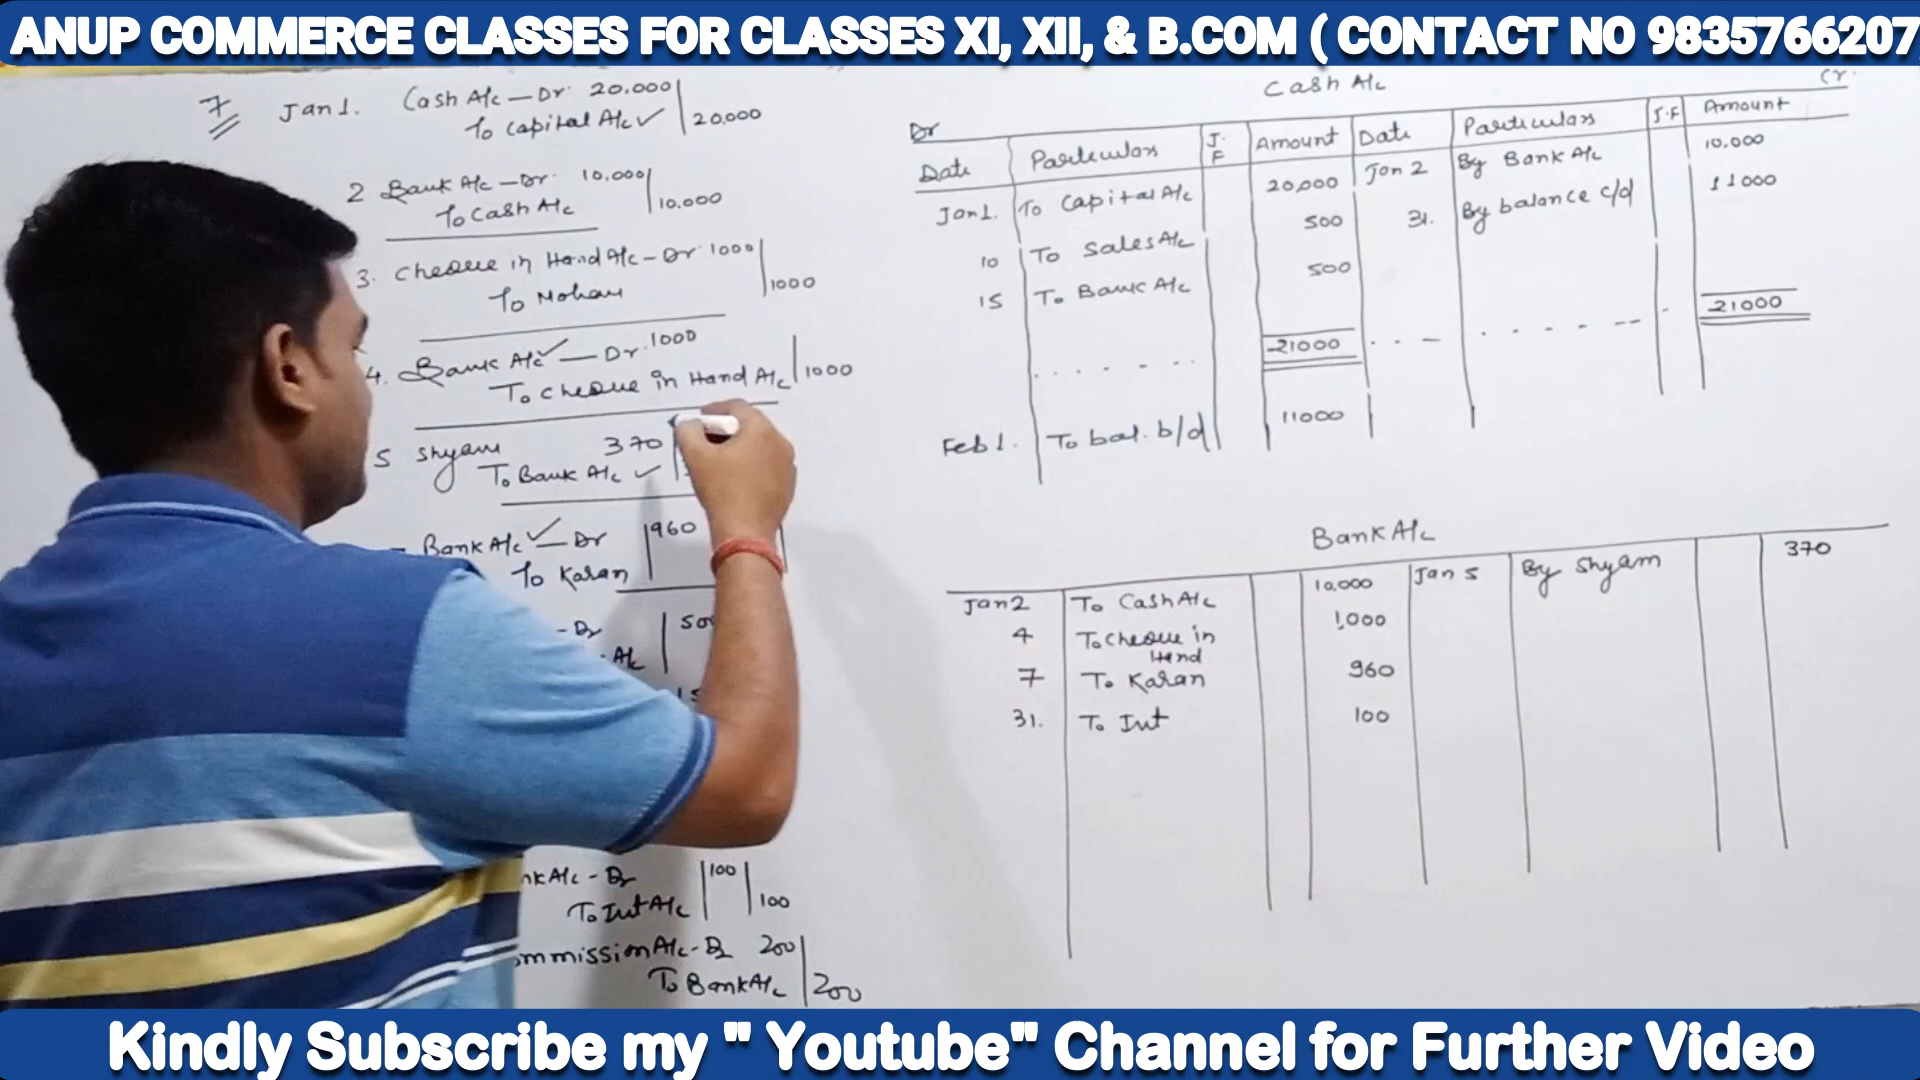 ANUP COMMERCE CLASSES FOR CLASSES XI, XII, & B.COM ( CONTACT NO 9835766207
7 Jan 1. Cash A/c — Dr. 20.000
To capital A/c ✓ 20.000
2 Bank A/c — Dr. 10.000
To Cash A/c 10.000
3. Cheque in Hand A/c – Dr. 1000
To Mohan 1000
4. Bank A/c ✓ — Dr. 1000
To Cheque in Hand A/c 1000
5 Shyam 370
To Bank A/c ✓
Bank A/c ✓ — Dr 960
To Karan
- Dr
A/c
A/c - Dr 100
To Int A/c 100
mmission A/c - Dr 200
To Bank A/c 200
Cash A/c
Dr Cr.
Date Particulars J.F Amount Date Particulars J.F Amount
Jan 1. To Capital A/c 20,000 Jan 2 By Bank A/c 10.000
10 To Sales A/c 500 31. By balance c/d 11000
15 To Bank A/c 500
21000 21000
Feb 1. To bal. b/d 11000
Bank A/c
Jan 2 To Cash A/c 10,000 Jan 5 By Shyam 370
4 To Cheque in Hand 1,000
7 To Karan 960
31. To Int 100
Kindly Subscribe my " Youtube" Channel for Further Video